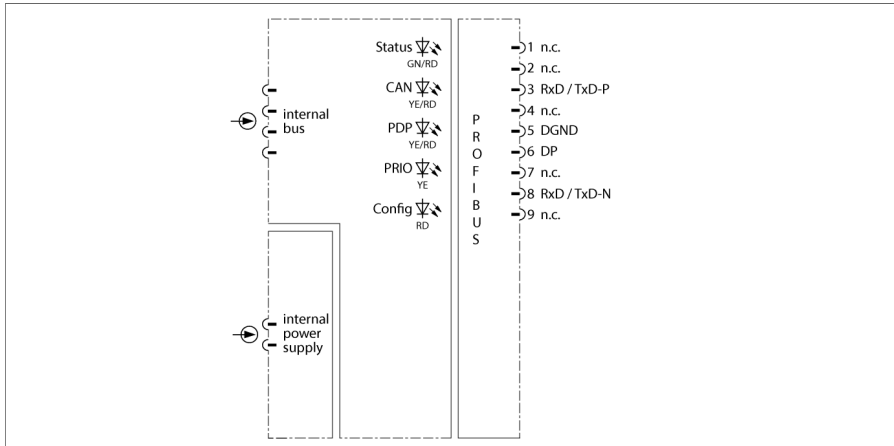 Status
GN/RD
CAN
YE/RD
PDP
YE/RD
PRIO
YE
Config
RD
internal
bus
internal
power
supply
PROFIBUS
1 n.c.
2 n.c.
3 RxD / TxD-P
4 n.c.
5 DGND
6 DP
7 n.c.
8 RxD / TxD-N
9 n.c.